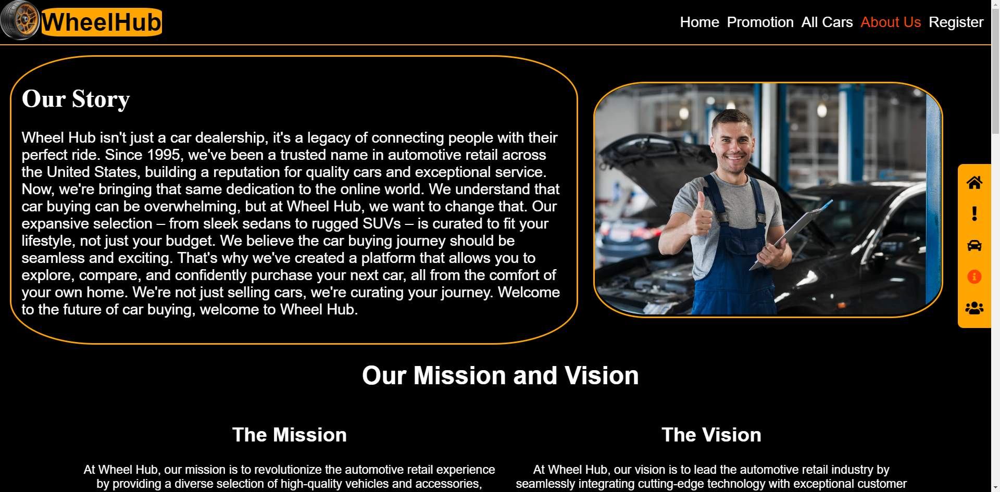 WheelHub
Home Promotion All Cars About Us Register
Our Story
Wheel Hub isn't just a car dealership, it's a legacy of connecting people with their
perfect ride. Since 1995, we've been a trusted name in automotive retail across
the United States, building a reputation for quality cars and exceptional service.
Now, we're bringing that same dedication to the online world. We understand that
car buying can be overwhelming, but at Wheel Hub, we want to change that. Our
expansive selection – from sleek sedans to rugged SUVs – is curated to fit your
lifestyle, not just your budget. We believe the car buying journey should be
seamless and exciting. That's why we've created a platform that allows you to
explore, compare, and confidently purchase your next car, all from the comfort of
your own home. We're not just selling cars, we're curating your journey. Welcome
to the future of car buying, welcome to Wheel Hub.
Our Mission and Vision
The Mission
At Wheel Hub, our mission is to revolutionize the automotive retail experience
by providing a diverse selection of high-quality vehicles and accessories,
The Vision
At Wheel Hub, our vision is to lead the automotive retail industry by
seamlessly integrating cutting-edge technology with exceptional customer